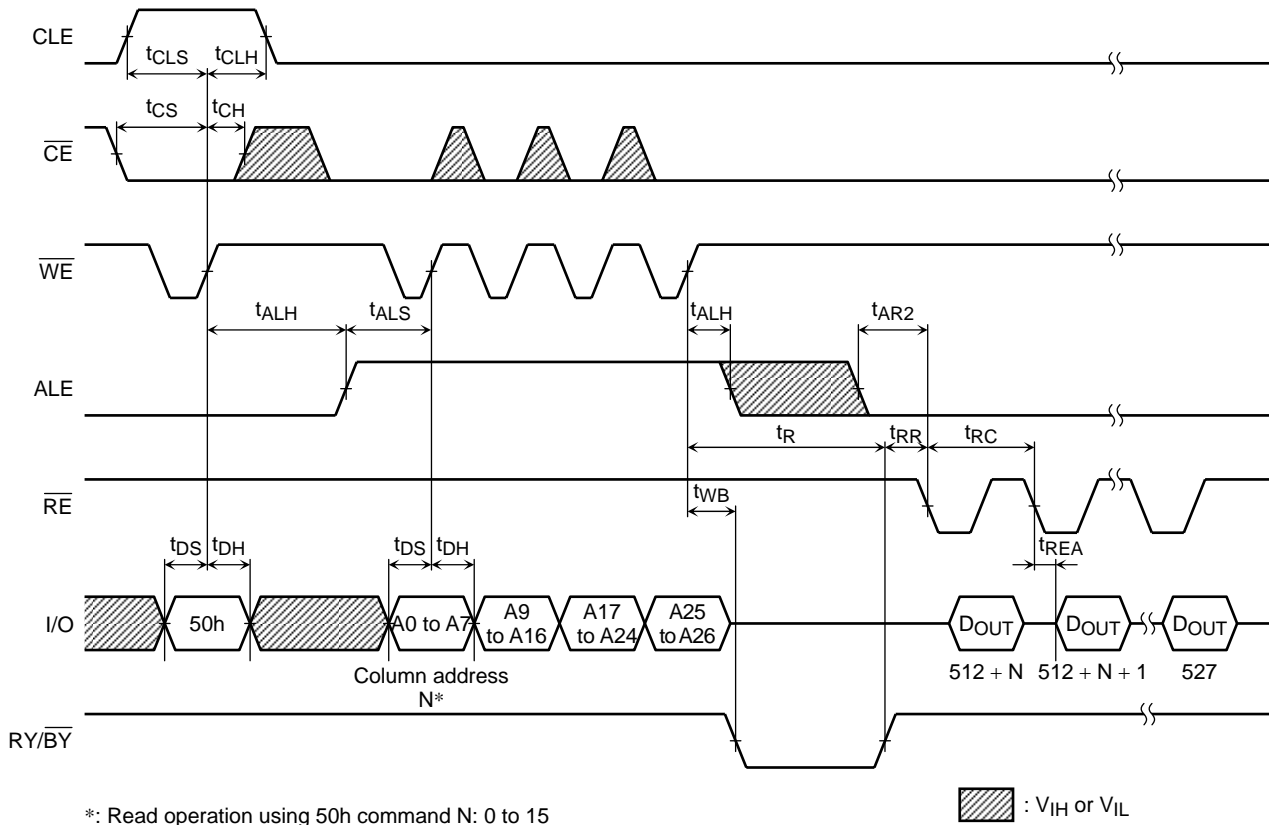 CLE
tCLS tCLH
tCS tCH
CE
WE
tALH tALS tALH tAR2
ALE
tR tRR tRC
RE
tWB
tDS tDH tDS tDH tREA
I/O
50h
A0 to A7
A9
to A16
A17
to A24
A25
to A26
DOUT DOUT DOUT
Column address
N*
512 + N 512 + N + 1 527
RY/BY
*: Read operation using 50h command N: 0 to 15
: VIH or VIL